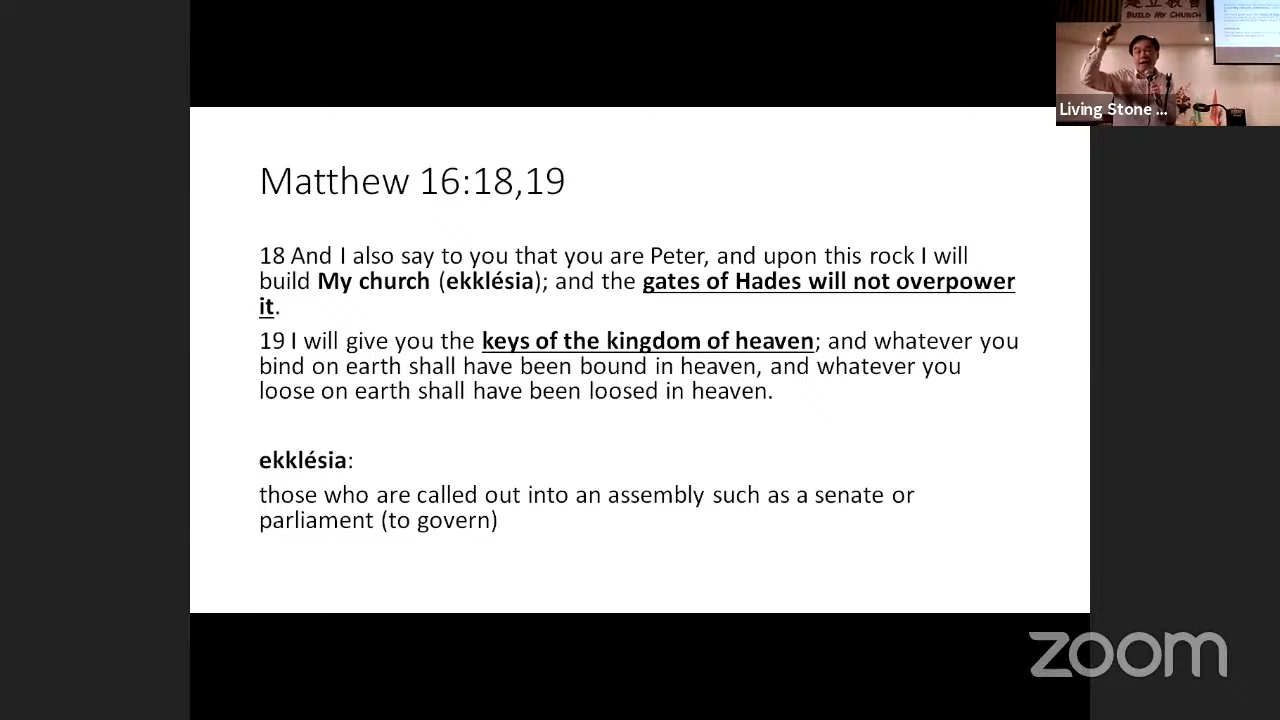 建立教會
BUILD MY CHURCH
Living Stone ...
Matthew 16:18,19
18 And I also say to you that you are Peter, and upon this rock I will
build My church (ekklésia); and the gates of Hades will not overpower
it.
19 I will give you the keys of the kingdom of heaven; and whatever you
bind on earth shall have been bound in heaven, and whatever you
loose on earth shall have been loosed in heaven.
ekklésia:
those who are called out into an assembly such as a senate or
parliament (to govern)
zoom